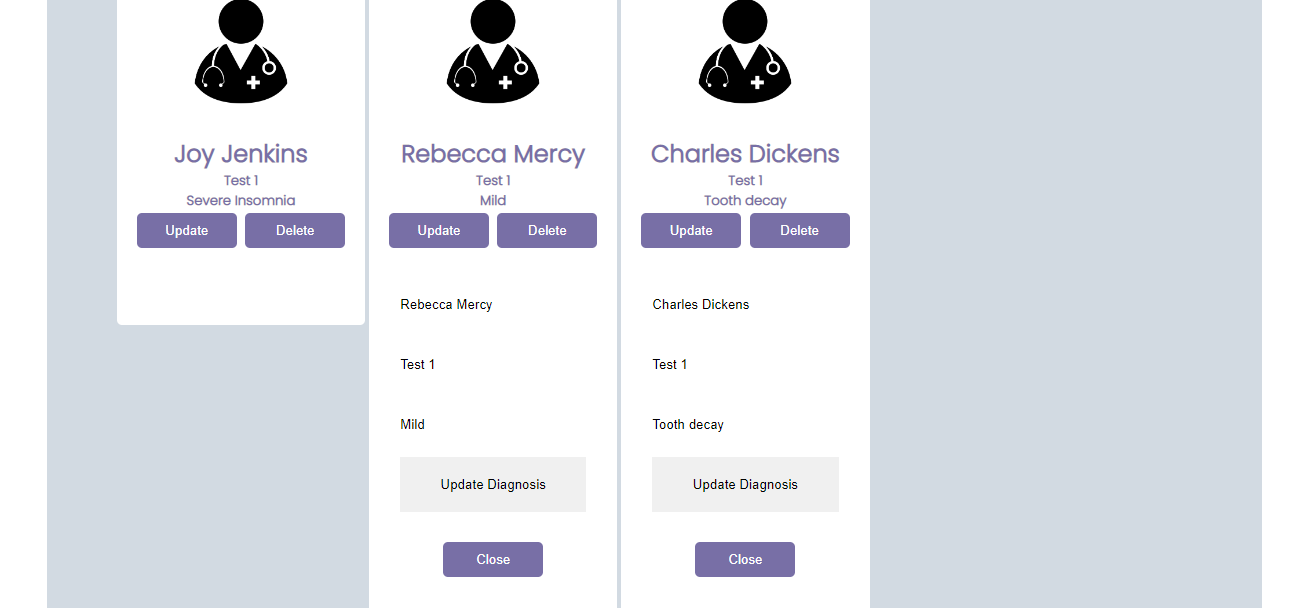 Joy Jenkins
Test 1
Severe Insomnia
Update
Delete
Rebecca Mercy
Test 1
Mild
Update
Delete
Rebecca Mercy
Test 1
Mild
Update Diagnosis
Close
Charles Dickens
Test 1
Tooth decay
Update
Delete
Charles Dickens
Test 1
Tooth decay
Update Diagnosis
Close